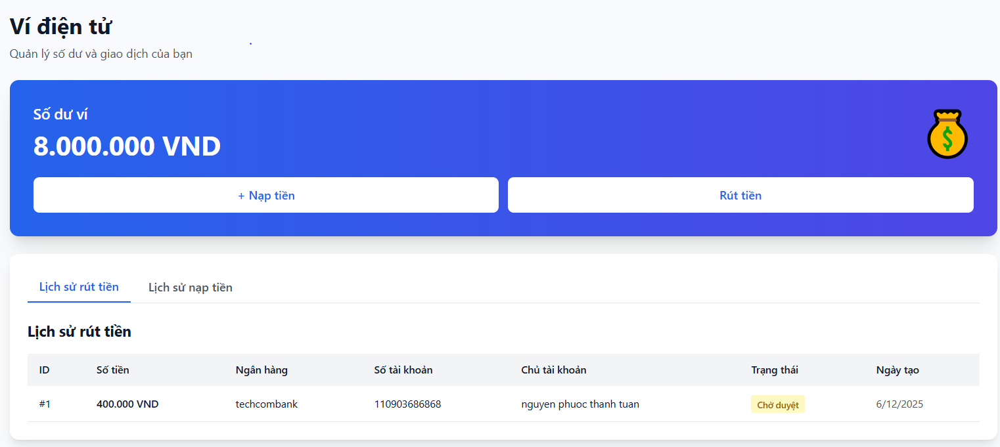 Ví điện tử
Quản lý số dư và giao dịch của bạn
Số dư ví
8.000.000 VND
$
+ Nạp tiền
Rút tiền
Lịch sử rút tiền
Lịch sử nạp tiền
Lịch sử rút tiền
ID Số tiền Ngân hàng Số tài khoản Chủ tài khoản Trạng thái Ngày tạo
#1 400.000 VND techcombank 110903686868 nguyen phuoc thanh tuan Chờ duyệt 6/12/2025